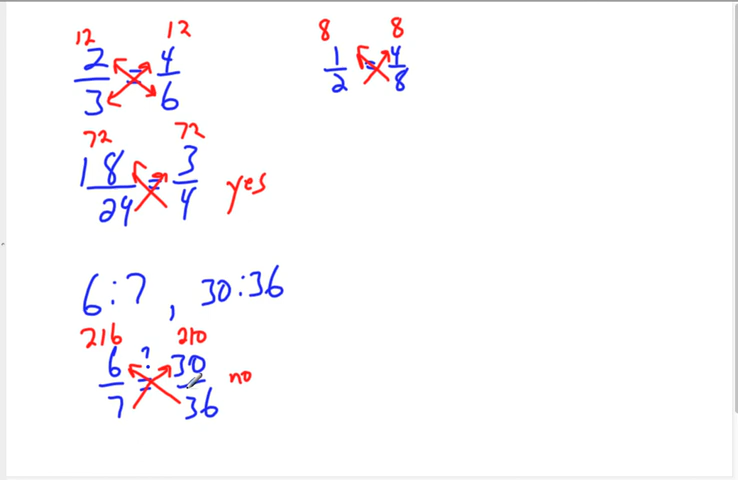 12 12
2/3 = 4/6
8 8
1/2 = 4/8
72 72
18/24 = 3/4 yes
6:7 , 30:36
216 210
?
6/7 = 30/36 no